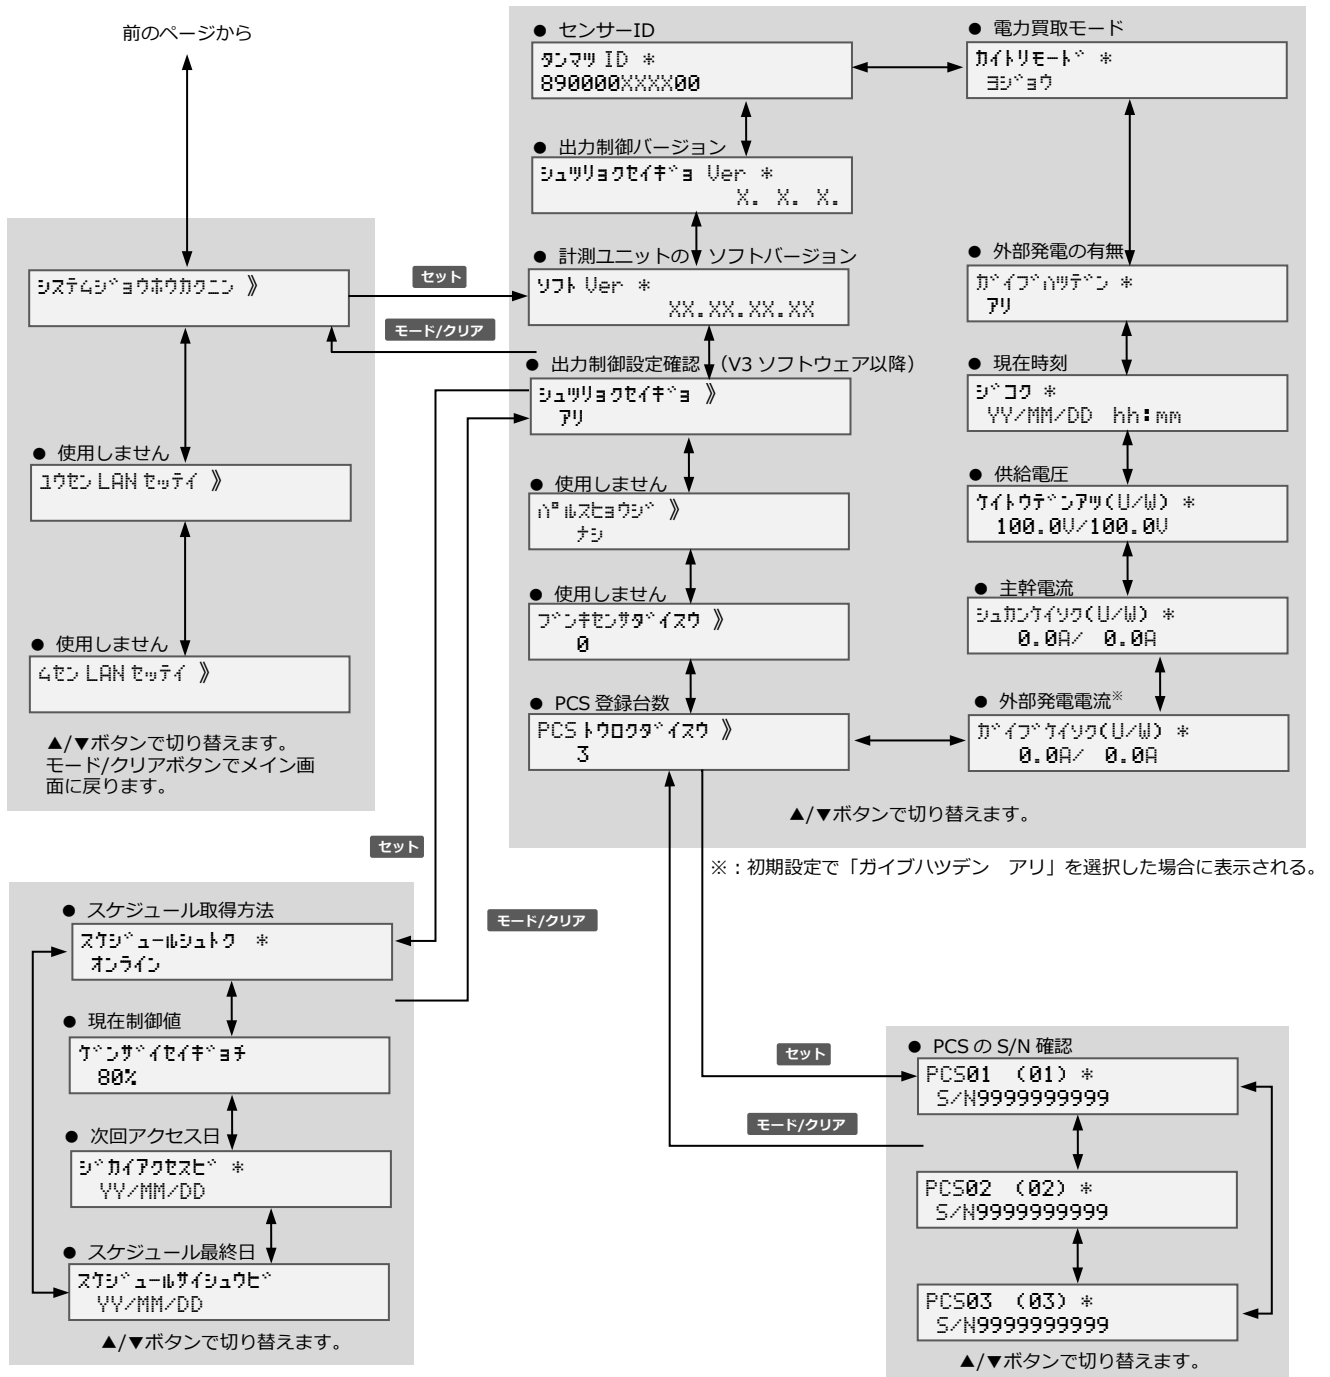 前のページから
システムジョウホウカクニン 》
● 使用しません
ユウセン LAN セッテイ 》
● 使用しません
ムセン LAN セッテイ 》
▲/▼ボタンで切り替えます。
モード/クリアボタンでメイン画
面に戻ります。
セット
モード/クリア
● センサーID
タンマツ ID *
890000XXXX00
● 出力制御バージョン
シュツリョクセイギョ Ver *
X. X. X.
● 計測ユニットの ソフトバージョン
ソフト Ver *
XX.XX.XX.XX
● 出力制御設定確認 (V3 ソフトウェア以降)
シュツリョクセイギョ 》
アリ
● 使用しません
パルスヒョウジ 》
ナシ
● 使用しません
ブンキセンサダイスウ 》
0
● PCS 登録台数
PCS トウロクダイスウ 》
3
● 電力買取モード
カイトリモード *
ヨジョウ
● 外部発電の有無
ガイブハツデン *
アリ
● 現在時刻
ジコク *
YY/MM/DD hh:mm
● 供給電圧
ケイトウデンアツ(U/W) *
100.0V/100.0V
● 主幹電流
シュカンケイソク(U/W) *
0.0A/ 0.0A
● 外部発電電流※
ガイブケイソク(U/W) *
0.0A/ 0.0A
▲/▼ボタンで切り替えます。
※：初期設定で「ガイブハツデン　アリ」を選択した場合に表示される。
セット
モード/クリア
● スケジュール取得方法
スケジュールシュトク *
オンライン
● 現在制御値
ゲンザイセイギョチ
80%
● 次回アクセス日
ジカイアクセスビ *
YY/MM/DD
● スケジュール最終日
スケジュールサイシュウビ
YY/MM/DD
▲/▼ボタンで切り替えます。
セット
モード/クリア
● PCS の S/N 確認
PCS01 (01) *
S/N9999999999
PCS02 (02) *
S/N9999999999
PCS03 (03) *
S/N9999999999
▲/▼ボタンで切り替えます。